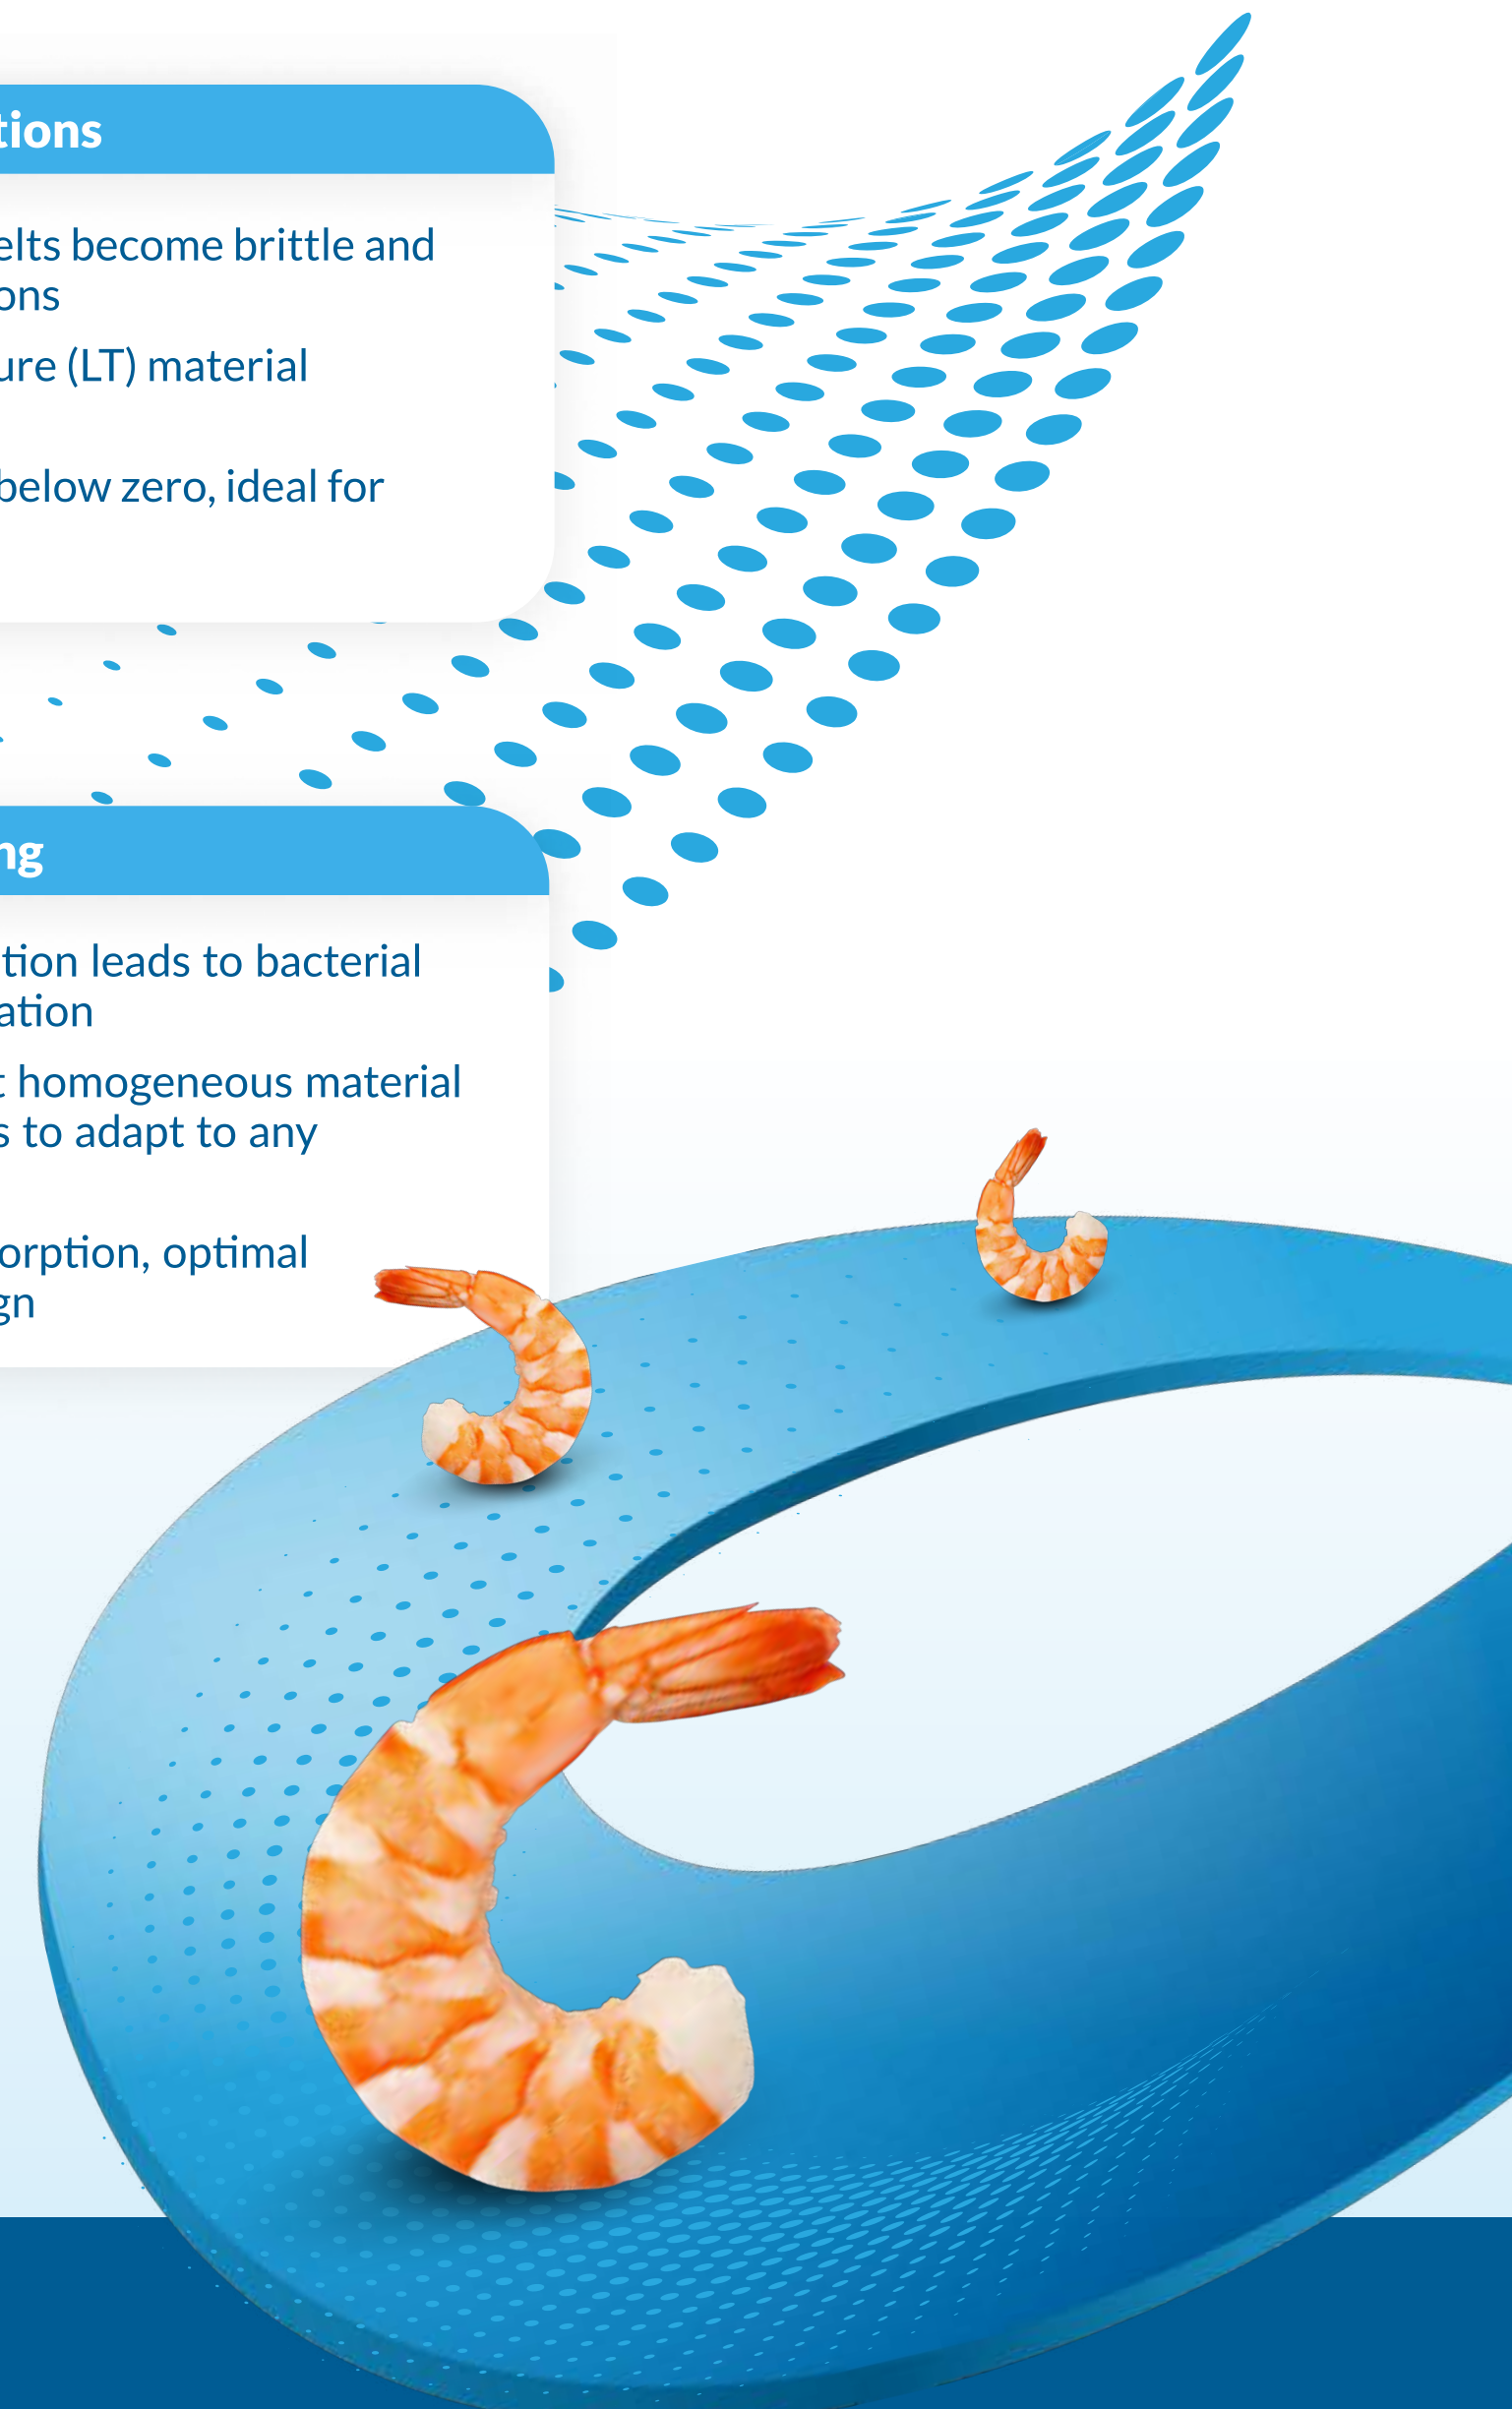 tions
elts become brittle and
ons
ure (LT) material
below zero, ideal for
ng
tion leads to bacterial
ation
t homogeneous material
s to adapt to any
orption, optimal
gn